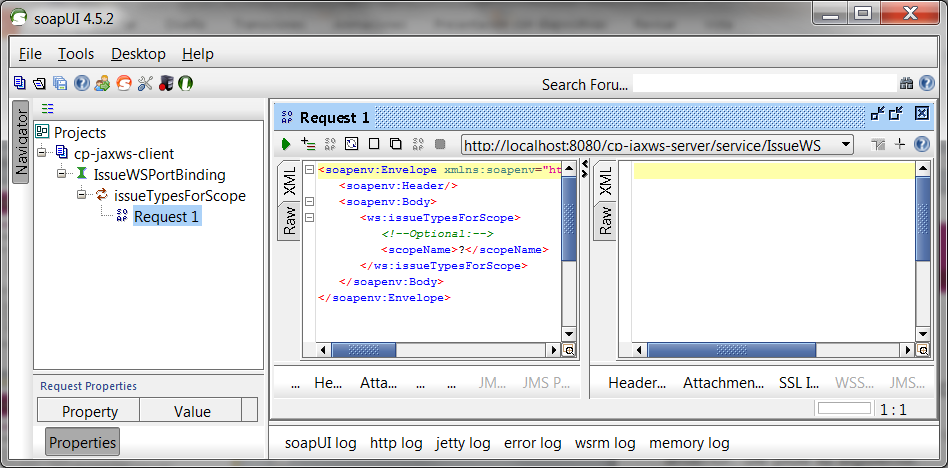 soapUI 4.5.2
File Tools Desktop Help
Search Foru...
Navigator
Projects
cp-jaxws-client
IssueWSPortBinding
issueTypesForScope
Request 1
Request Properties
Property Value
Properties
Request 1
http://localhost:8080/cp-jaxws-server/service/IssueWS
XML
Raw
<soapenv:Envelope xmlns:soapenv="ht
<soapenv:Header/>
<soapenv:Body>
<ws:issueTypesForScope>
<!--Optional:-->
<scopeName>?</scopeName>
</ws:issueTypesForScope>
</soapenv:Body>
</soapenv:Envelope>
XML
Raw
... He... Atta... ... ... JM... JMS P...
Header... Attachmen... SSL I... WSS... JMS...
1 : 1
soapUI log http log jetty log error log wsrm log memory log